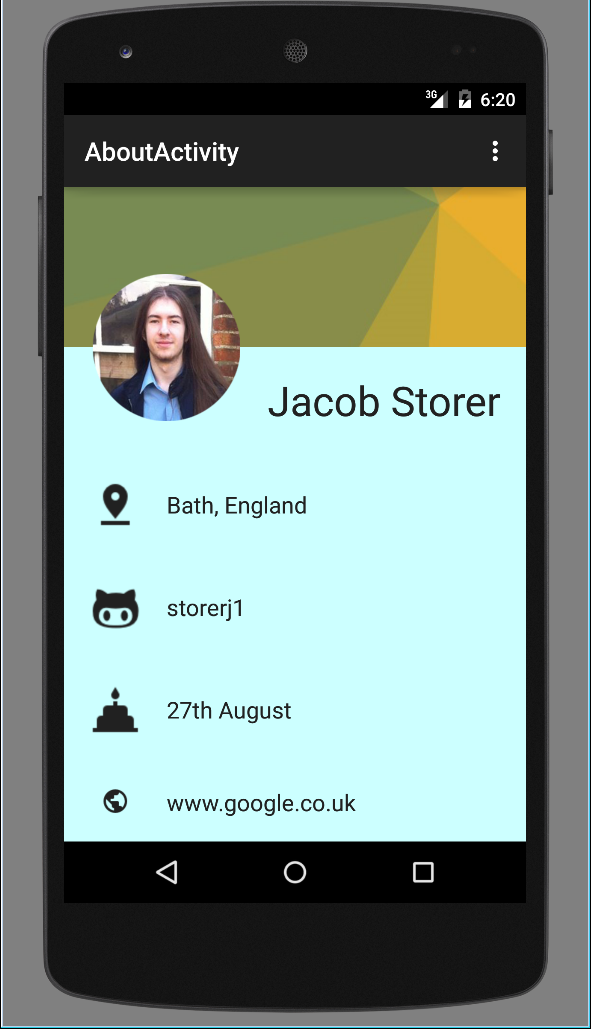 3G 6:20
AboutActivity
Jacob Storer
Bath, England
storerj1
27th August
www.google.co.uk